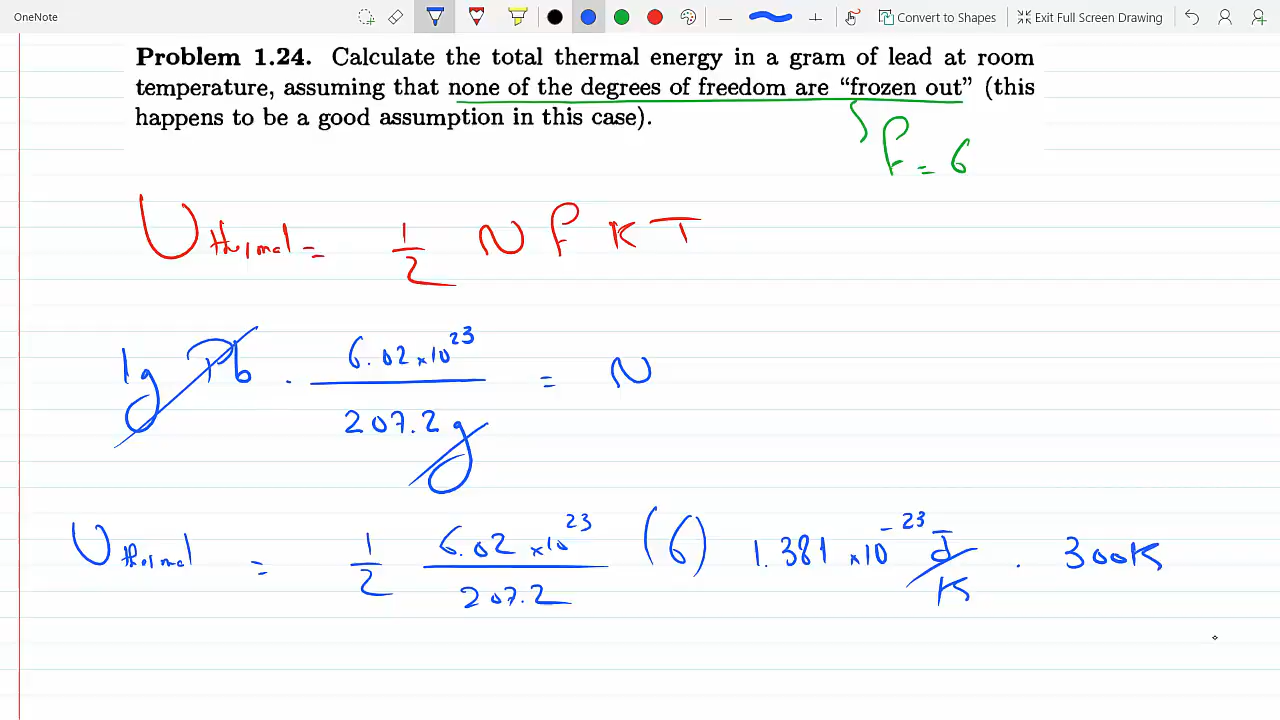 OneNote
Convert to Shapes
Exit Full Screen Drawing
Problem 1.24. Calculate the total thermal energy in a gram of lead at room
temperature, assuming that none of the degrees of freedom are “frozen out” (this
happens to be a good assumption in this case).
f = 6
U thermal = 1/2 N f K T
1g Pb · 6.02 × 10^23 / 207.2g = N
U thermal = 1/2 6.02 × 10^23 / 207.2 (6) 1.381 × 10^-23 J/K · 300K